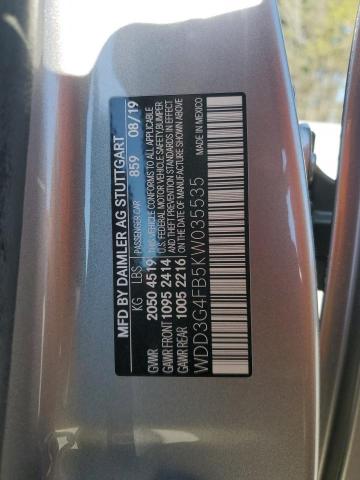 MFD BY DAIMLER AG STUTTGART
KG LBS PASSENGER CAR 859 08/19
GVWR 2050 4519 THIS VEHICLE CONFORMS TO ALL APPLICABLE
GAWR FRONT 1095 2414 U.S. FEDERAL MOTOR VEHICLE SAFETY, BUMPER
AND THEFT PREVENTION STANDARDS IN EFFECT
GAWR REAR 1005 2216 ON THE DATE OF MANUFACTURE SHOWN ABOVE
WDD3G4FB5KW035535 MADE IN MEXICO